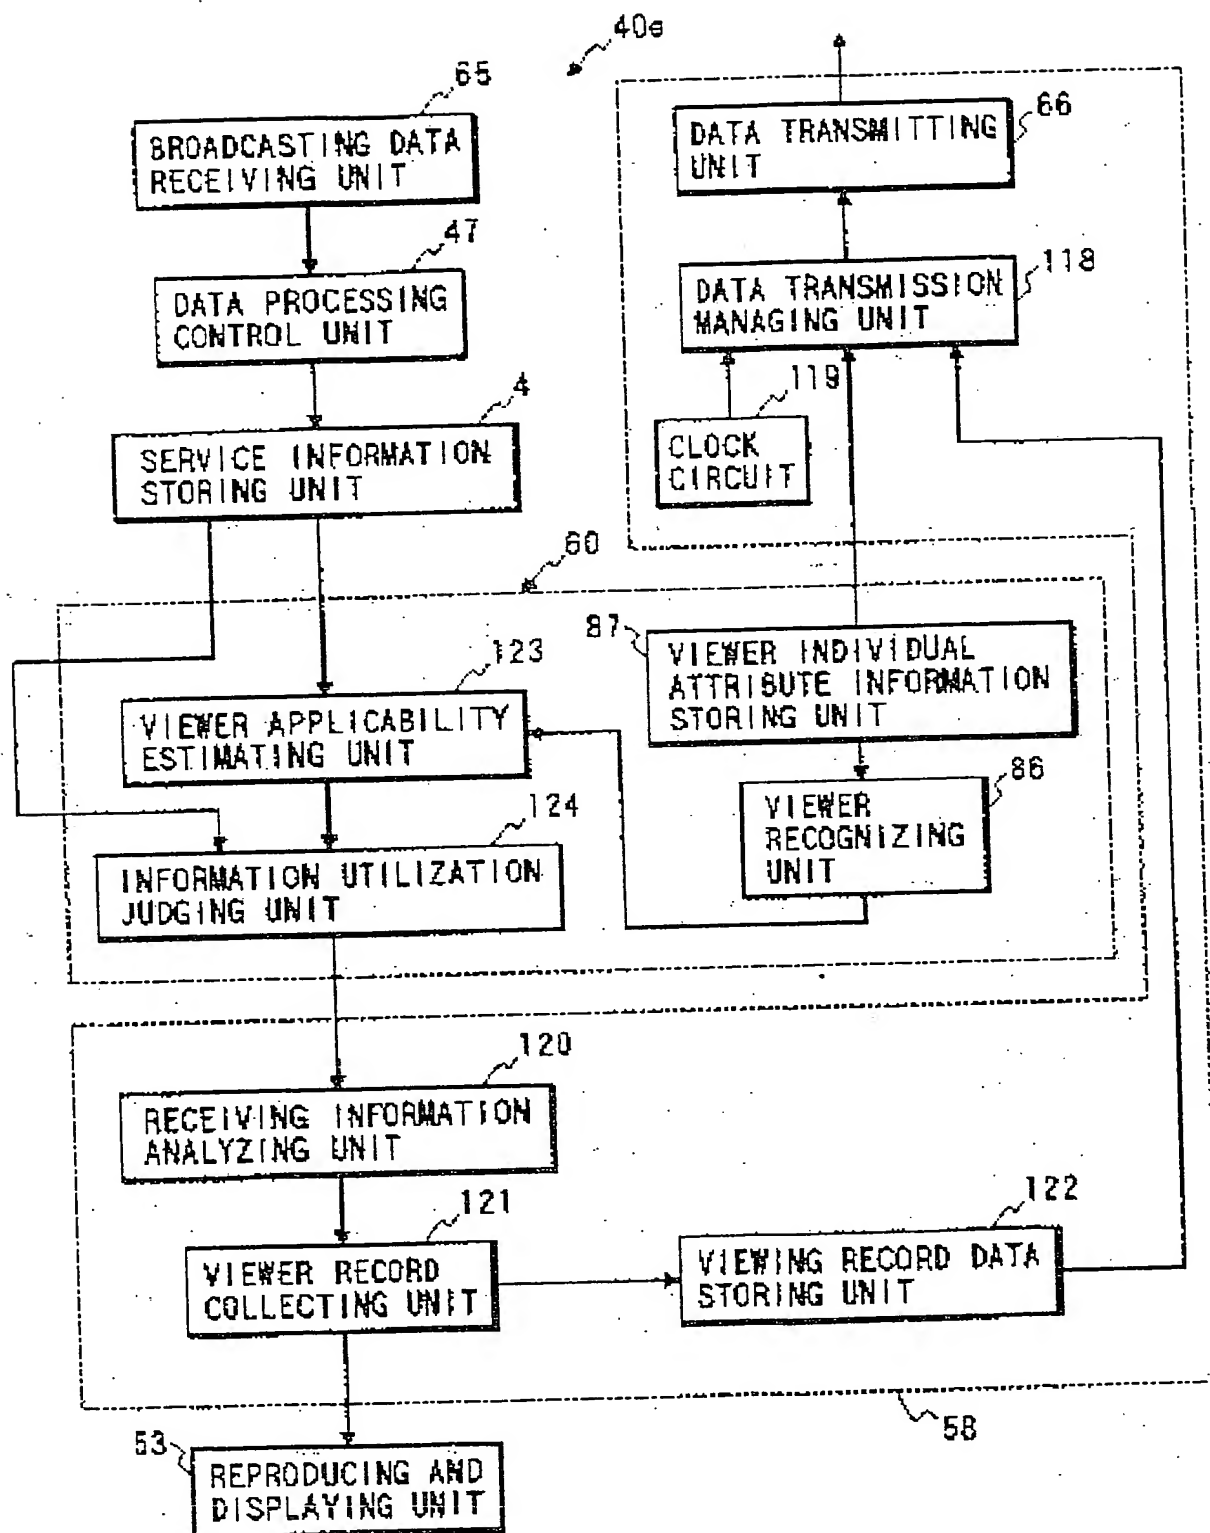 40e
65
BROADCASTING DATA
RECEIVING UNIT
47
DATA PROCESSING
CONTROL UNIT
4
SERVICE INFORMATION
STORING UNIT
66
DATA TRANSMITTING
UNIT
118
DATA TRANSMISSION
MANAGING UNIT
119
CLOCK
CIRCUIT
60
87
VIEWER INDIVIDUAL
ATTRIBUTE INFORMATION
STORING UNIT
123
VIEWER APPLICABILITY
ESTIMATING UNIT
86
VIEWER
RECOGNIZING
UNIT
124
INFORMATION UTILIZATION
JUDGING UNIT
120
RECEIVING INFORMATION
ANALYZING UNIT
121
VIEWER RECORD
COLLECTING UNIT
122
VIEWING RECORD DATA
STORING UNIT
58
53
REPRODUCING AND
DISPLAYING UNIT